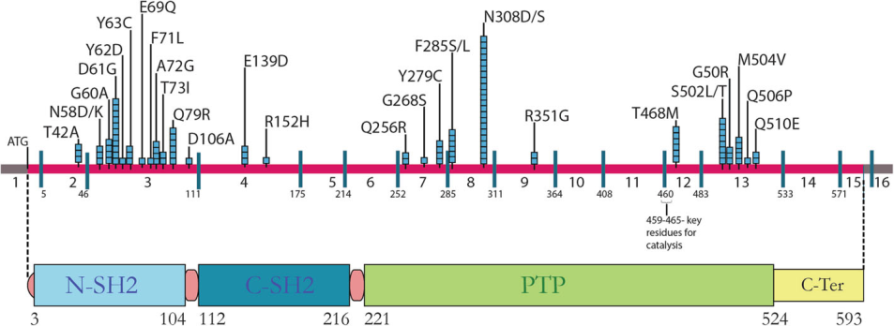 E69Q
Y63C
N308D/S
F71L
F285S/L
Y62D
E139D
M504V
D61G
A72G
Y279C
G50R
G60A
T73I
S502L/T
N58D/K
G268S
Q506P
T42A
Q79R
R152H
Q256R
R351G
T468M
Q510E
D106A
ATG
1 2 3 4 5 6 7 8 9 10 11 12 13 14 15 16
5 46 111 175 214 252 285 311 364 408 460 483 533 571
459-465- key
residues for
catalysis
N-SH2 C-SH2 PTP C-Ter
3 104 112 216 221 524 593